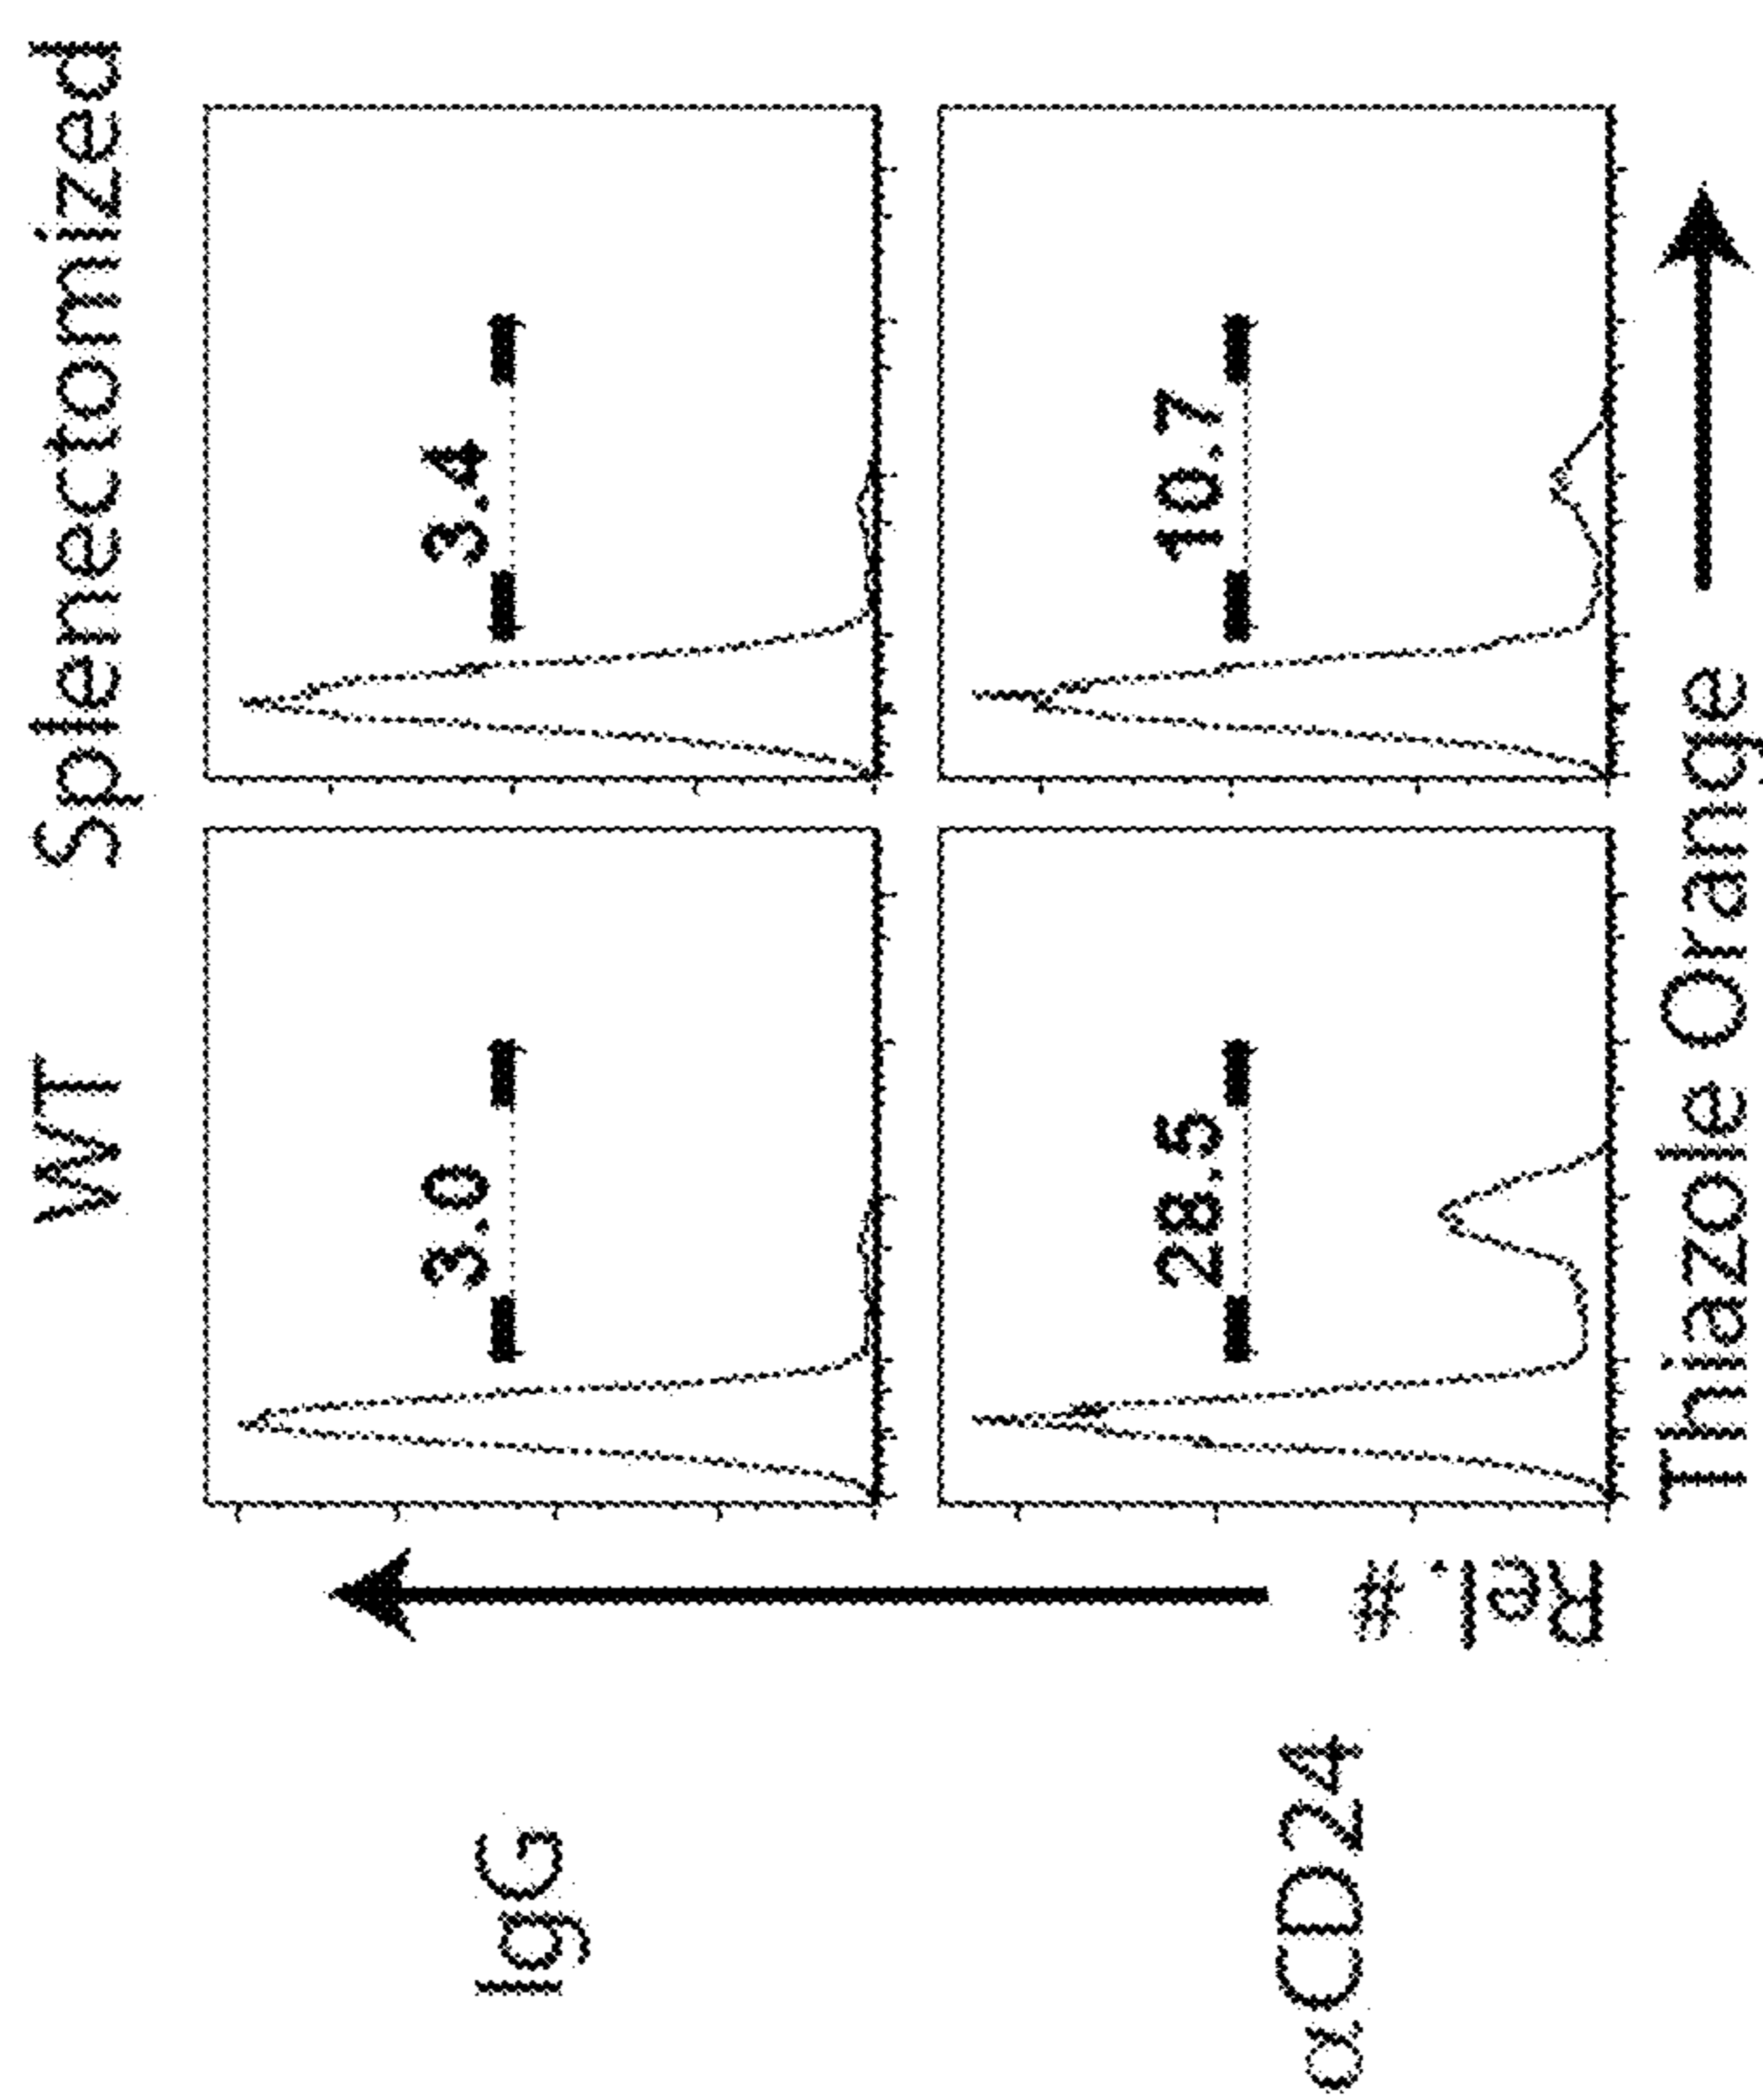 WT Splenectomized
IgG
3.0
3.4
αCD24
28.5
10.7
Rel. #
Thiazole Orange